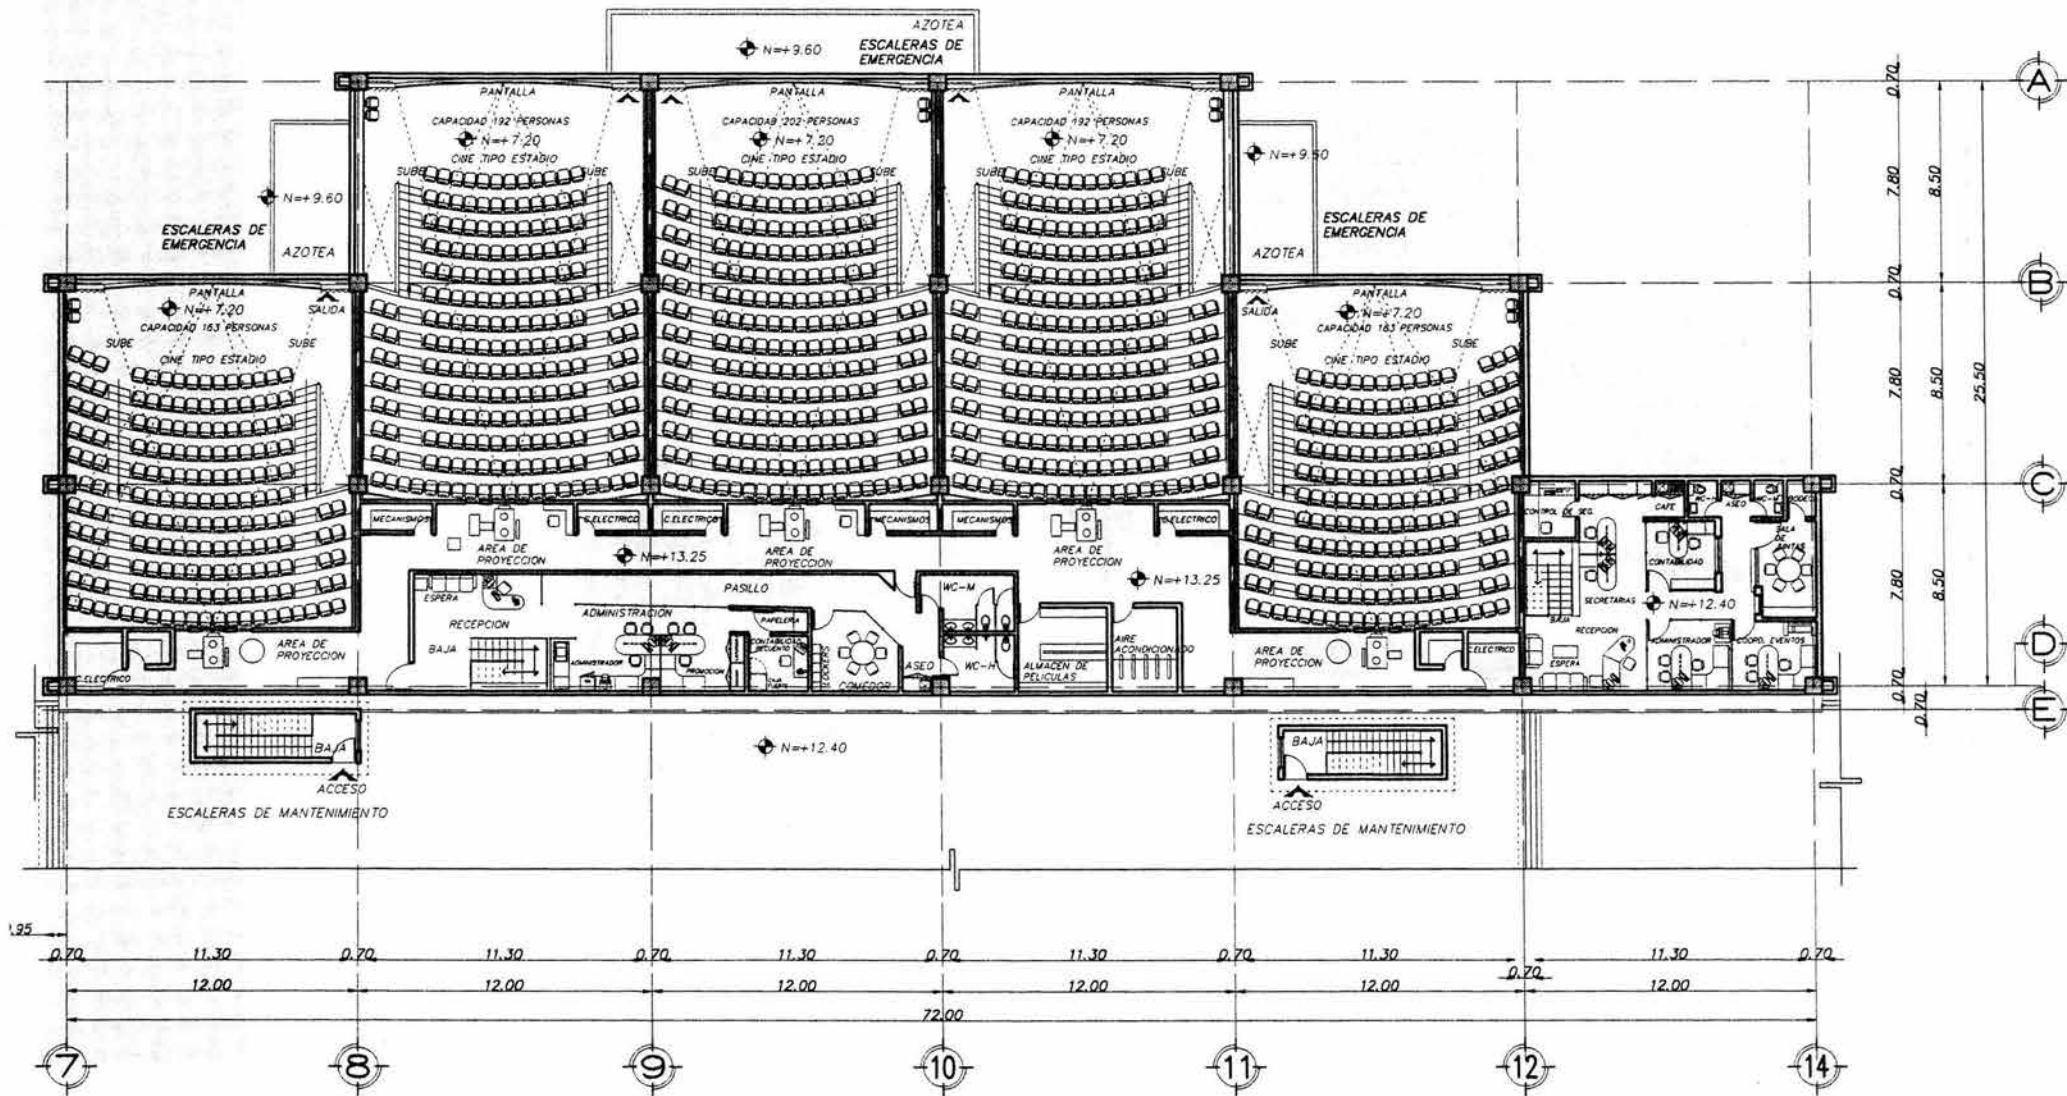 AZOTEA
N=+9.60
ESCALERAS DE
EMERGENCIA
A
PANTALLA
PANTALLA
PANTALLA
CAPACIDAD 192 PERSONAS
CAPACIDAD 202 PERSONAS
CAPACIDAD 192 PERSONAS
N=+7.20
N=+7.20
N=+7.20
CINE TIPO ESTADIO
CINE TIPO ESTADIO
CINE TIPO ESTADIO
SUBE
SUBE
SUBE
SUBE
SUBE
SUBE
N=+9.60
ESCALERAS DE
EMERGENCIA
AZOTEA
N=+9.60
ESCALERAS DE
EMERGENCIA
AZOTEA
B
PANTALLA
N=+7.20
SALIDA
CAPACIDAD 163 PERSONAS
SUBE
SUBE
CINE TIPO ESTADIO
PANTALLA
SALIDA
N=+7.20
CAPACIDAD 163 PERSONAS
SUBE
SUBE
CINE TIPO ESTADIO
C
MECANISMOS
C.ELECTRICO
C.ELECTRICO
MECANISMOS
MECANISMOS
C.ELECTRICO
AREA DE
PROYECCION
AREA DE
PROYECCION
AREA DE
PROYECCION
N=+13.25
N=+13.25
CONTROL DE SEG.
CAFE
WC-H
ASEO
WC-M
BODEGA
SALA
DE
JUNTAS
CONTABILIDAD
SECRETARIAS
N=+12.40
BAJA
RECEPCION
ADMINISTRADOR
COORD. EVENTOS
ESPERA
PASILLO
ESPERA
RECEPCION
ADMINISTRACION
PAPELERIA
BAJA
ADMINISTRADOR
PROMOCION
CONTABILIDAD
CAJA
FUERTE
LOCKERS
COMEDOR
ASEO
WC-M
WC-H
ALMACEN DE
PELICULAS
AIRE
ACONDICIONADO
AREA DE
PROYECCION
C.ELECTRICO
AREA DE
PROYECCION
C.ELECTRICO
D
E
BAJA
ACCESO
ESCALERAS DE MANTENIMIENTO
N=+12.40
BAJA
ACCESO
ESCALERAS DE MANTENIMIENTO
0.70
7.80
8.50
0.70
7.80
8.50
25.50
0.70
7.80
8.50
0.70
0.70
.95
0.70
11.30
0.70
11.30
0.70
11.30
0.70
11.30
0.70
11.30
0.70
11.30
0.70
12.00
12.00
12.00
12.00
12.00
12.00
72.00
7
8
9
10
11
12
14